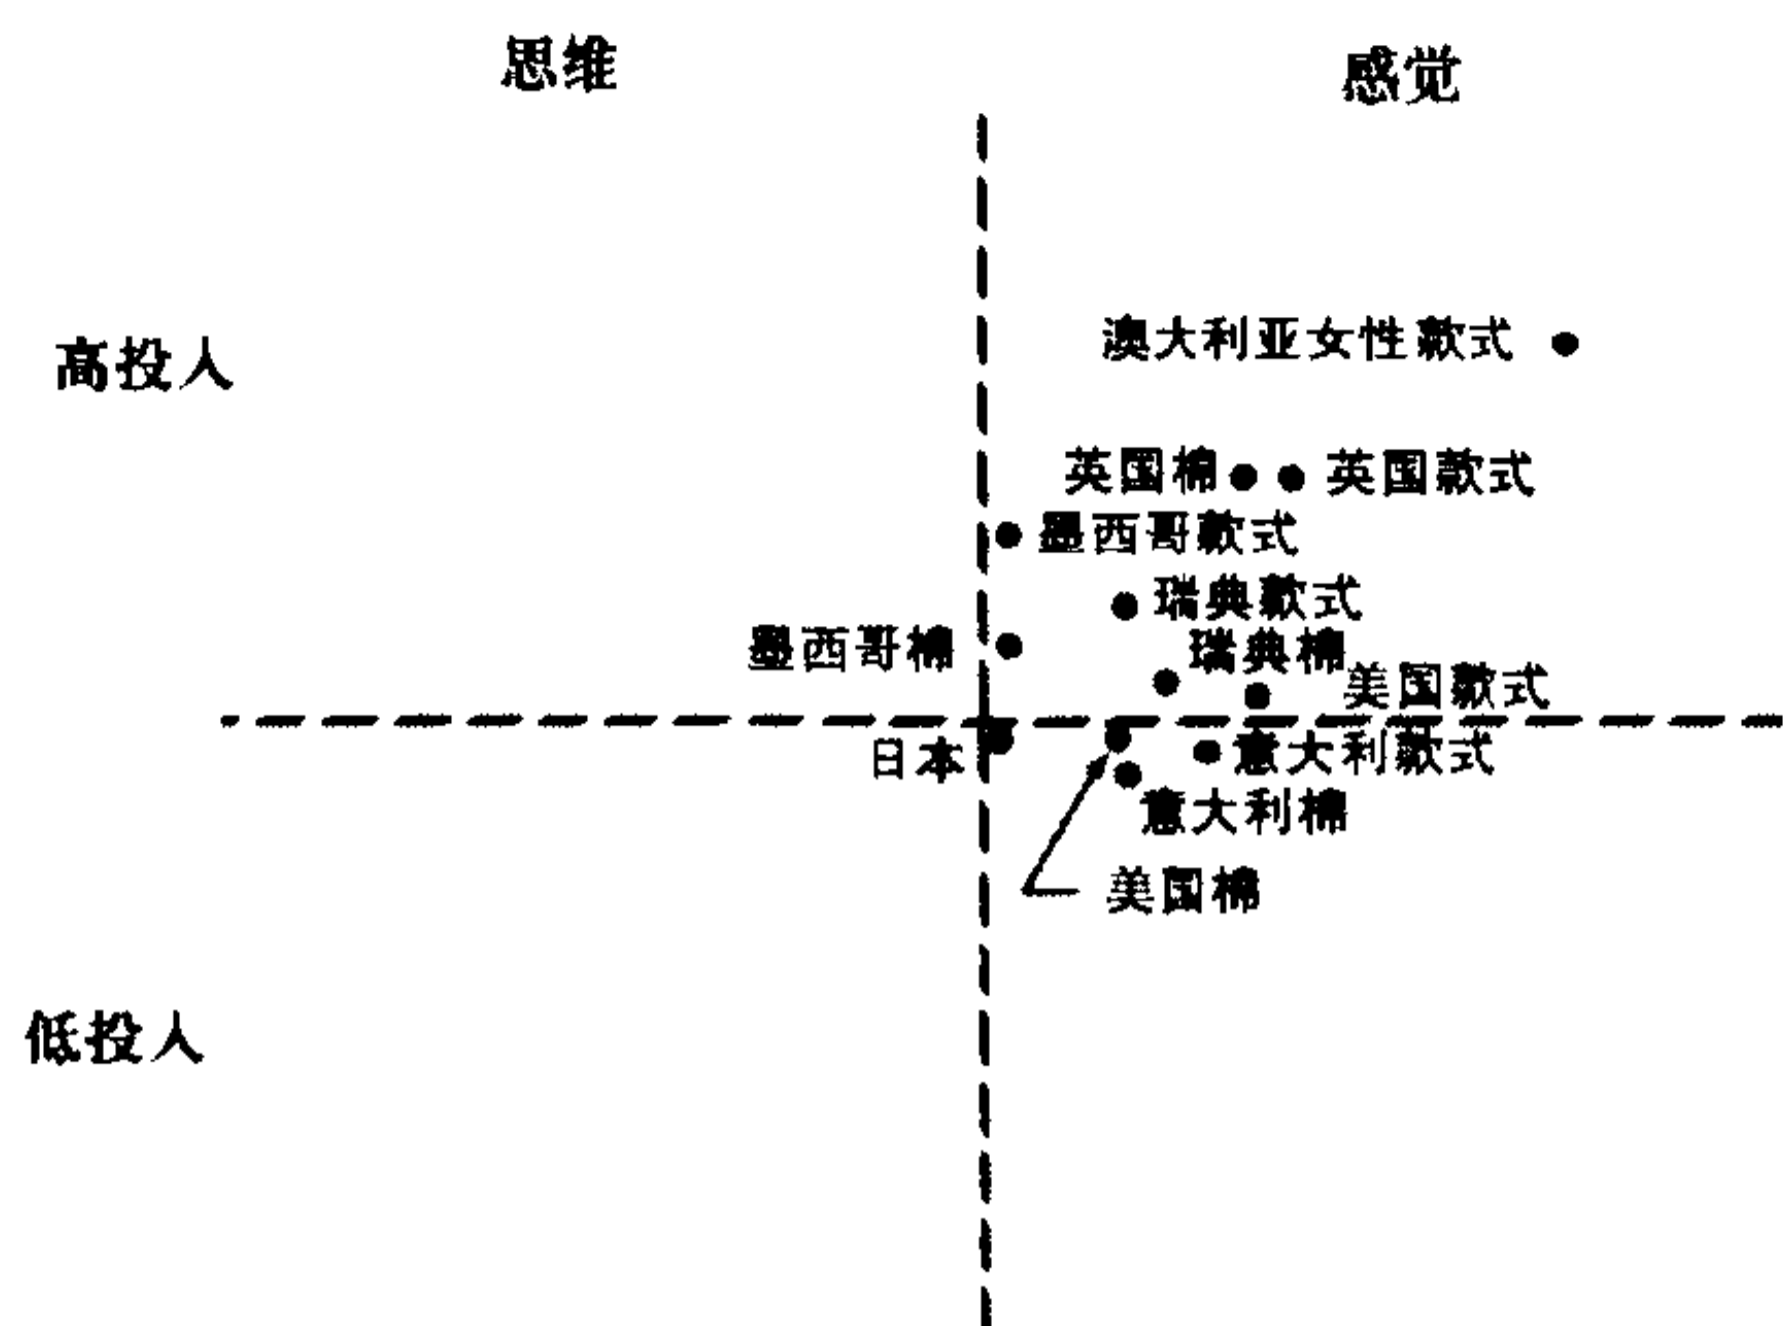 思维
感觉
高投人
澳大利亚女性款式
英国棉
英国款式
墨西哥款式
瑞典款式
墨西哥棉
瑞典棉
美国款式
日本
意大利款式
意大利棉
美国棉
低投人